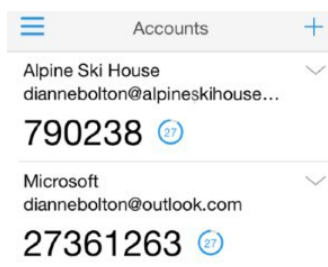 Accounts
Alpine Ski House
diannebolton@alpineskihouse...
790238 27
Microsoft
diannebolton@outlook.com
27361263 27